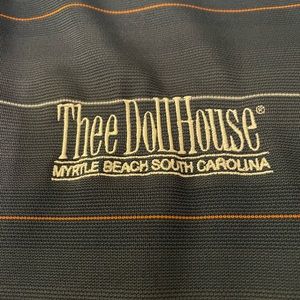 Thee DollHouse®
MYRTLE BEACH SOUTH CAROLINA